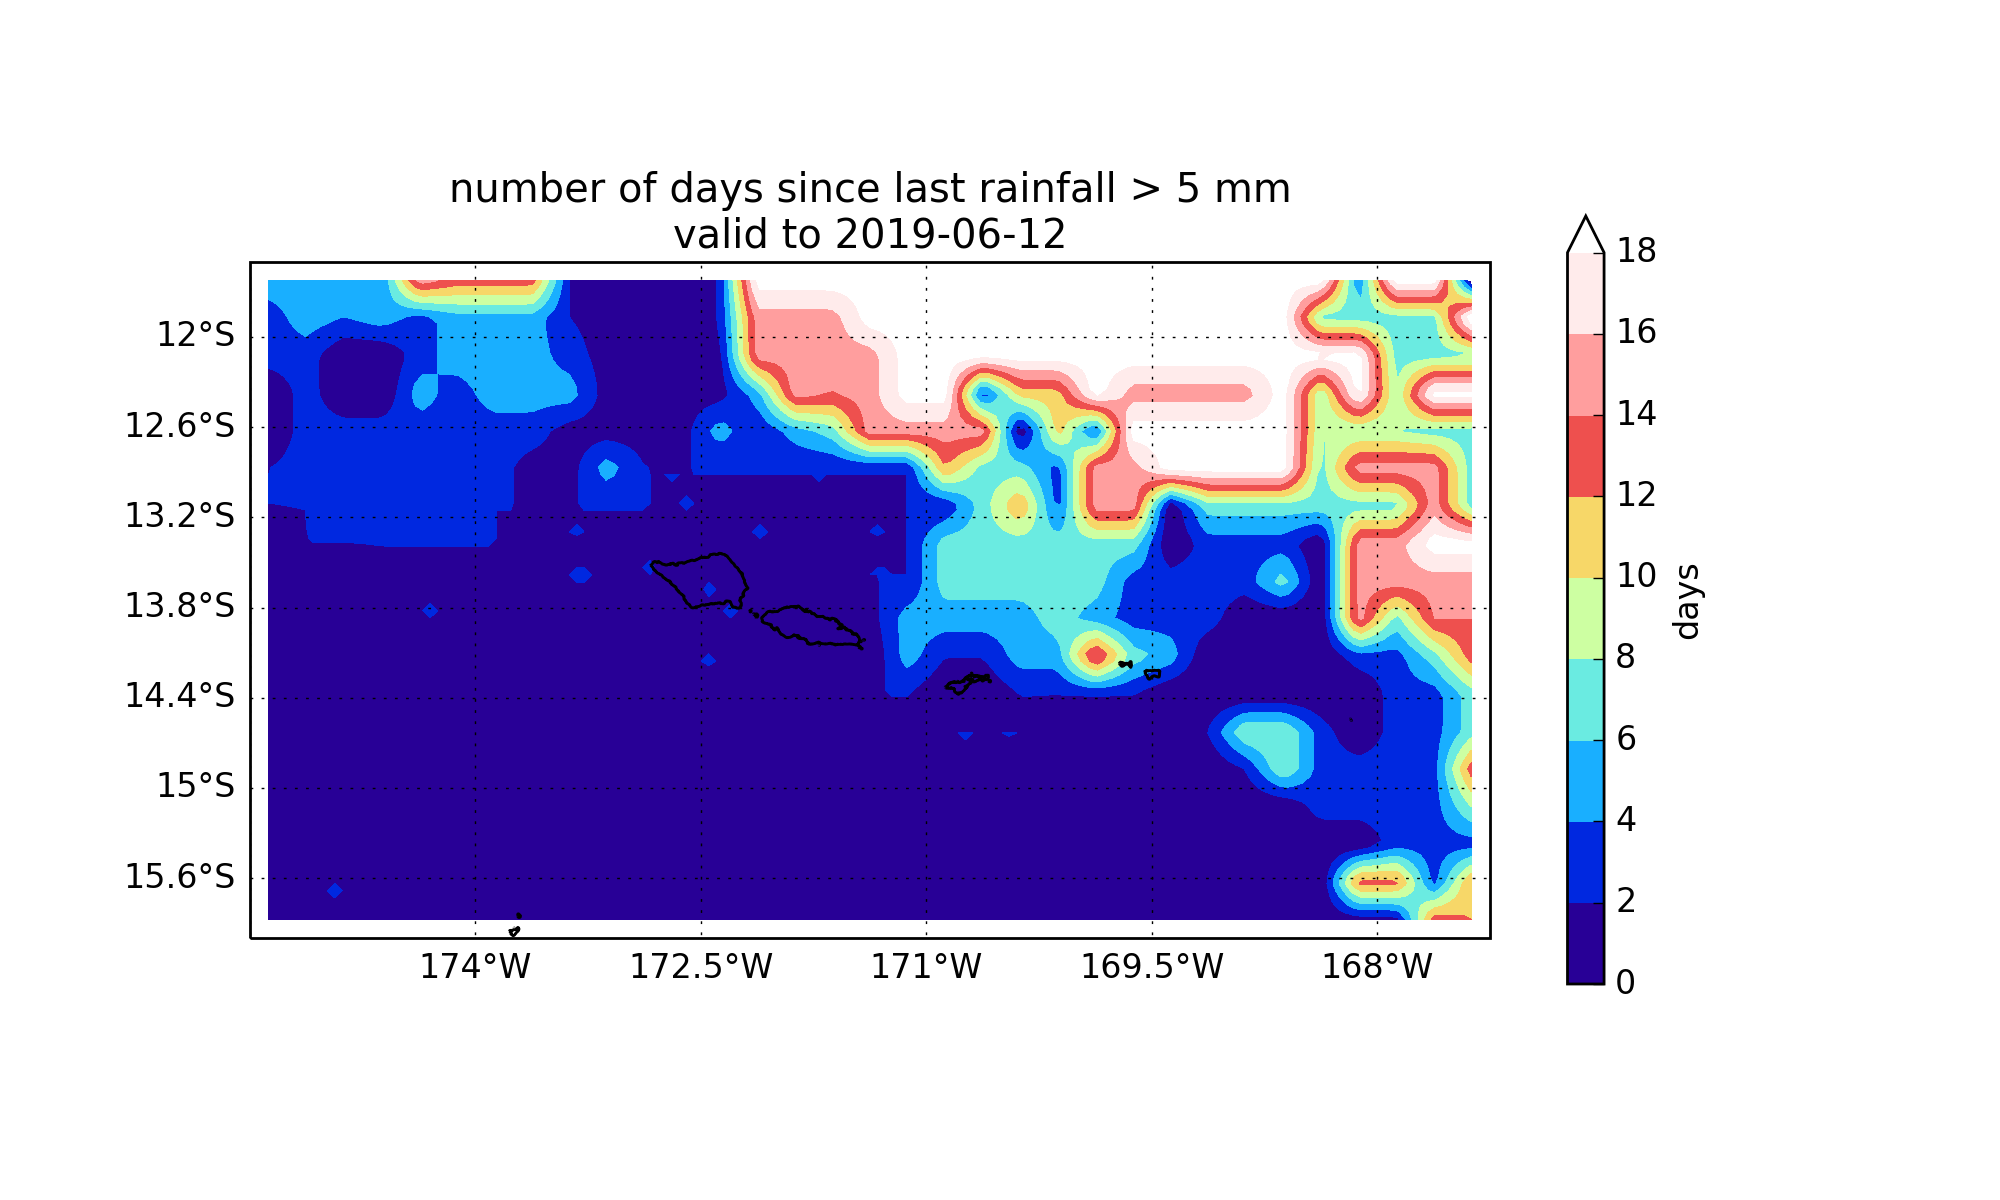 number of days since last rainfall > 5 mm
valid to 2019-06-12
12°S
12.6°S
13.2°S
13.8°S
14.4°S
15°S
15.6°S
174°W
172.5°W
171°W
169.5°W
168°W
18
16
14
12
10
8
6
4
2
0
days